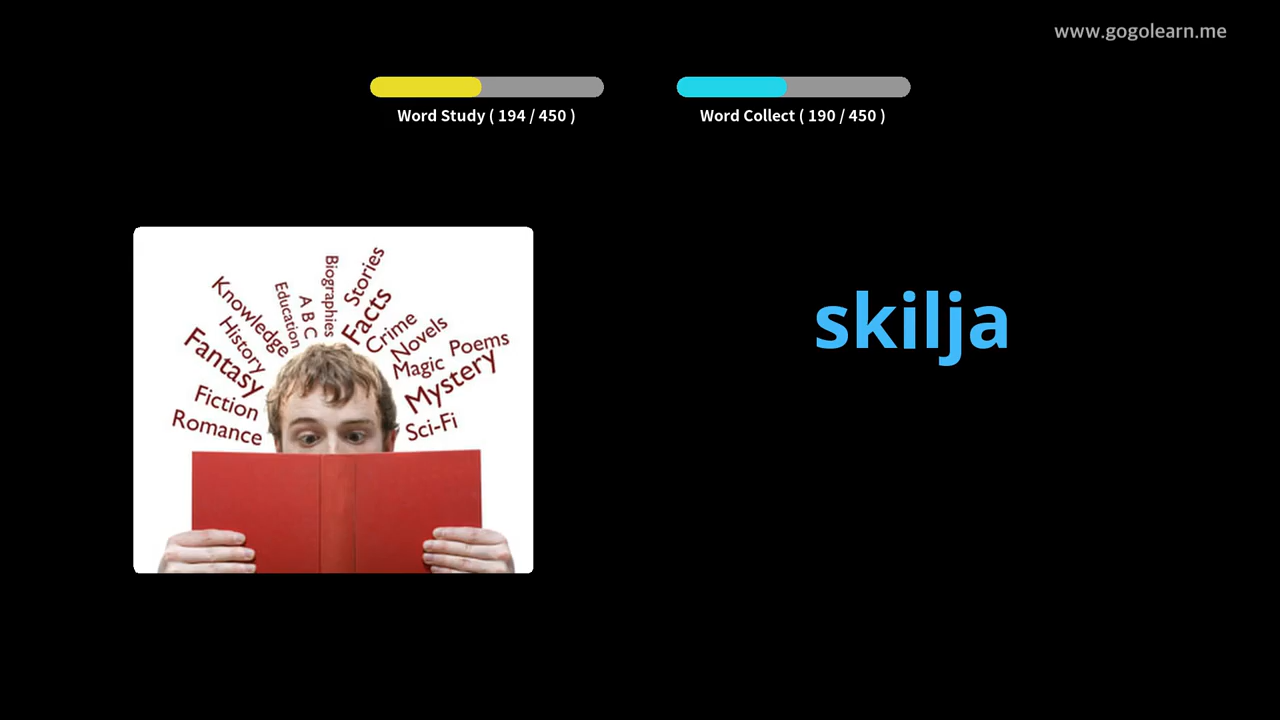 www.gogolearn.me
Word Study ( 194 / 450 )
Word Collect ( 190 / 450 )
Biographies
Stories
Knowledge
Education
A B C
Facts
History
Crime
Novels
Fantasy
Magic
Poems
Mystery
Fiction
Romance
Sci-Fi
skilja